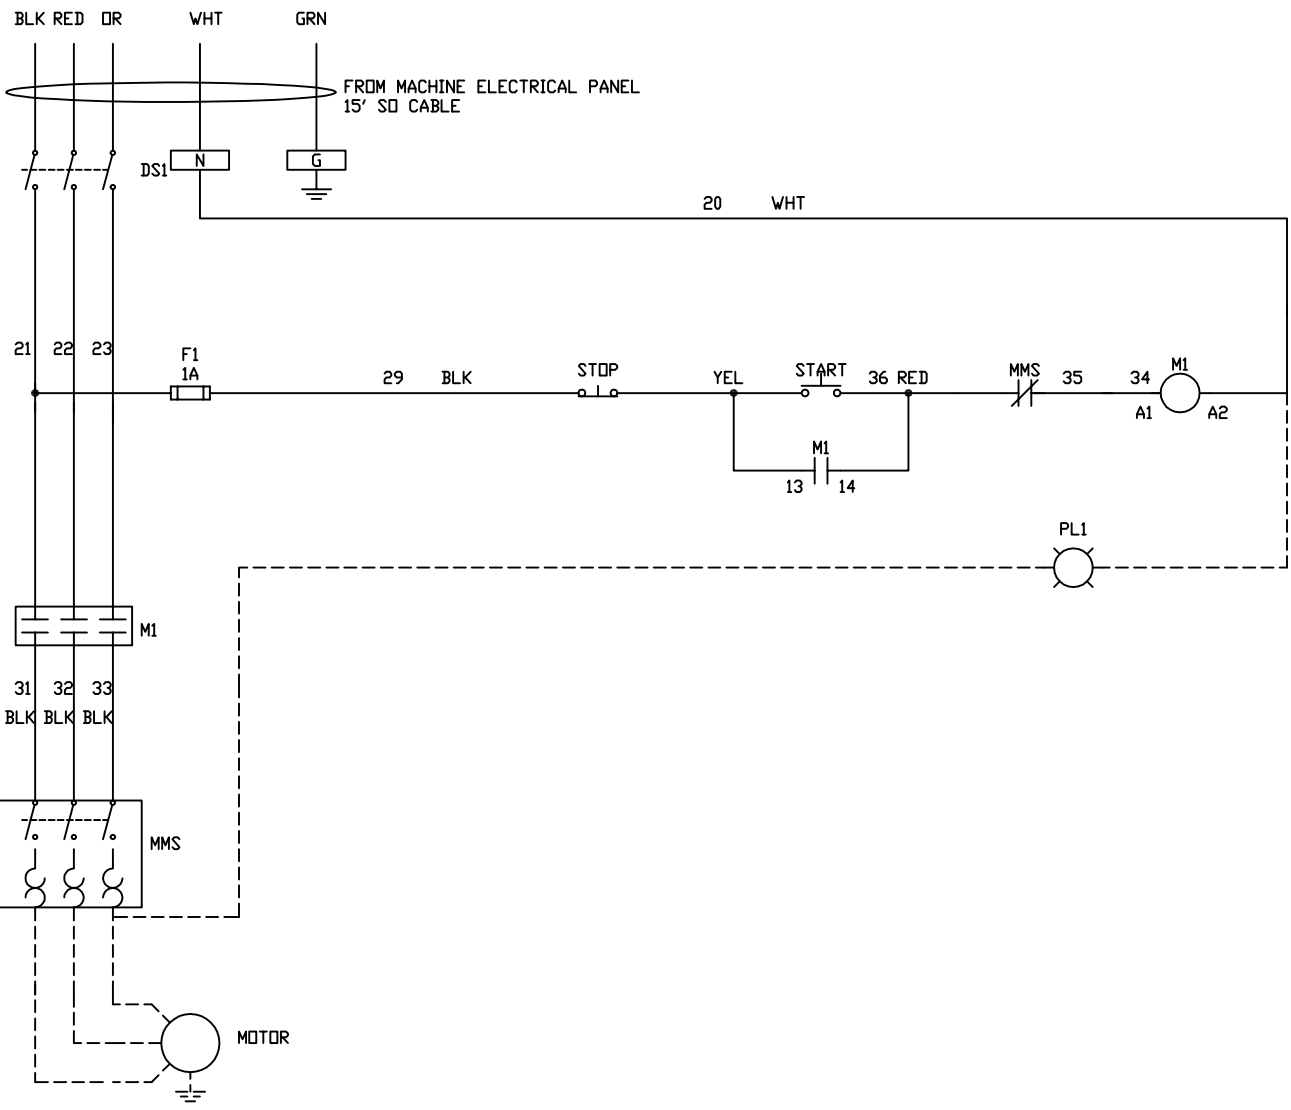 BLK RED OR WHT GRN
FROM MACHINE ELECTRICAL PANEL
15' SO CABLE
DS1 N G
20 WHT
21 22 23
F1
1A
29 BLK
STOP
YEL
START
36 RED
MMS
35
34
M1
A1 A2
M1
13 14
PL1
M1
31 32 33
BLK BLK BLK
MMS
MOTOR